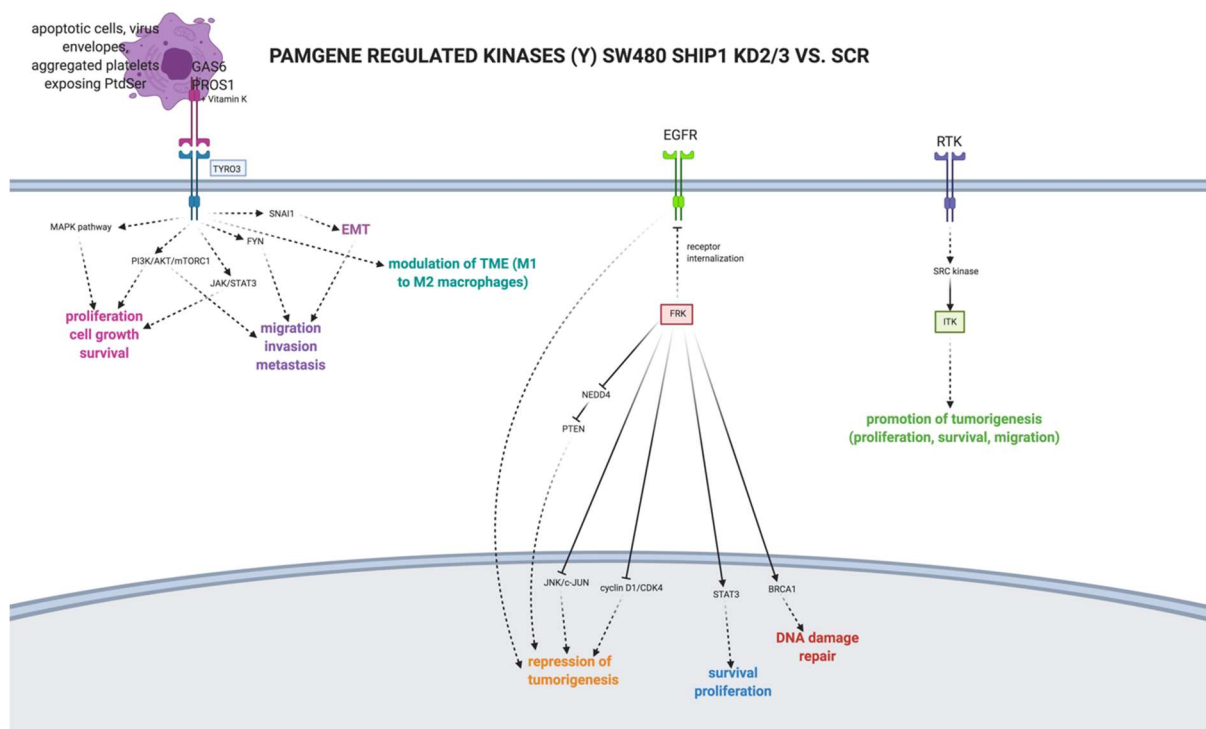 PAMGENE REGULATED KINASES (Y) SW480 SHIP1 KD2/3 VS. SCR
apoptotic cells, virus
envelopes,
aggregated platelets
exposing PtdSer
GAS6
PROS1
+ Vitamin K
TYRO3
EGFR
RTK
MAPK pathway
SNAI1
EMT
FYN
PI3K/AKT/mTORC1
JAK/STAT3
modulation of TME (M1
to M2 macrophages)
proliferation
cell growth
survival
migration
invasion
metastasis
receptor
internalization
FRK
NEDD4
PTEN
SRC kinase
ITK
promotion of tumorigenesis
(proliferation, survival, migration)
JNK/c-JUN
cyclin D1/CDK4
STAT3
BRCA1
repression of
tumorigenesis
survival
proliferation
DNA damage
repair